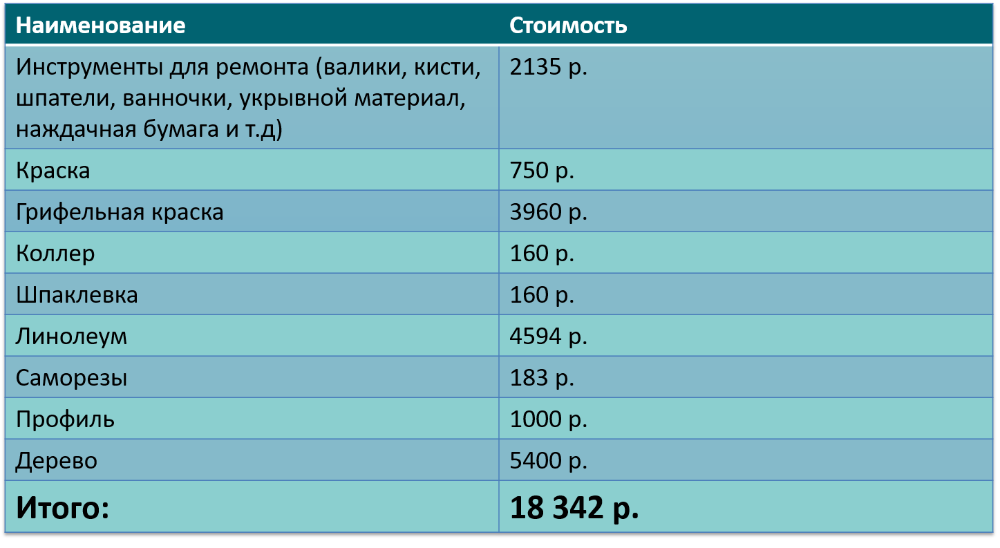 Наименование Стоимость
Инструменты для ремонта (валики, кисти, 2135 р.
шпатели, ванночки, укрывной материал,
наждачная бумага и т.д)
Краска 750 р.
Грифельная краска 3960 р.
Коллер 160 р.
Шпаклевка 160 р.
Линолеум 4594 р.
Саморезы 183 р.
Профиль 1000 р.
Дерево 5400 р.
Итого: 18 342 р.